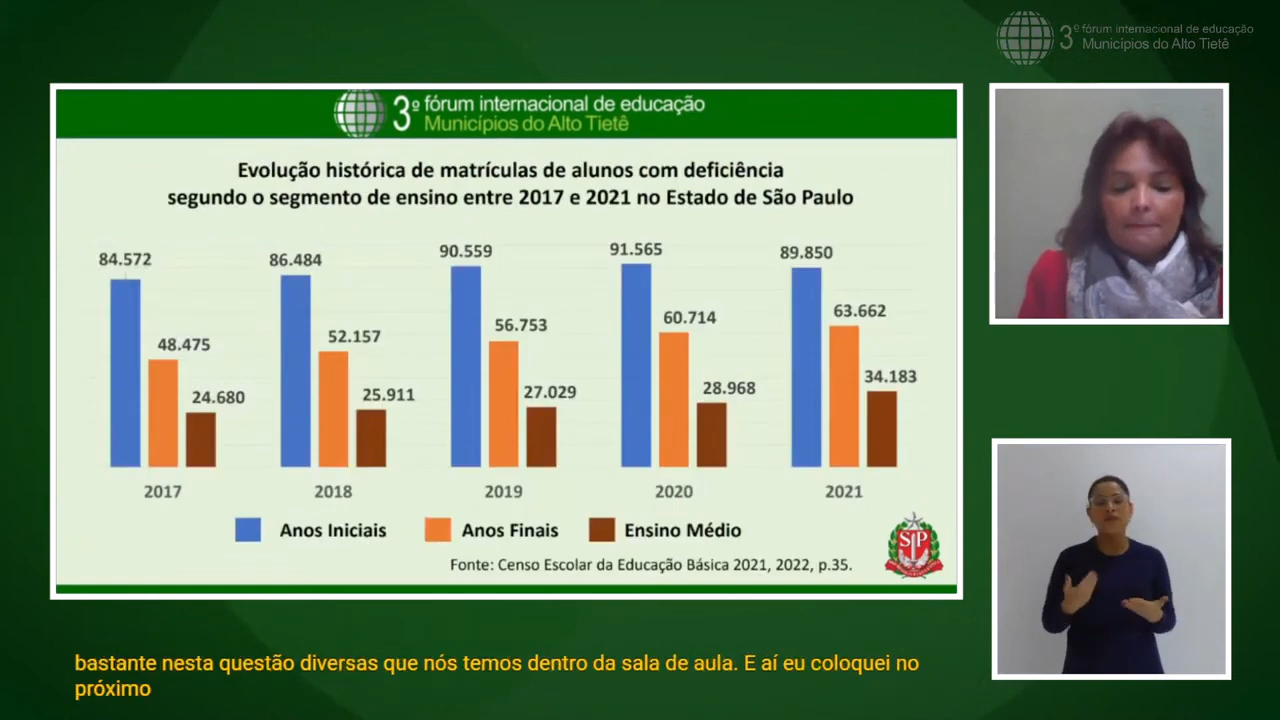 3º fórum internacional de educação
Municípios do Alto Tietê
3º fórum internacional de educação
Municípios do Alto Tietê
Evolução histórica de matrículas de alunos com deficiência
segundo o segmento de ensino entre 2017 e 2021 no Estado de São Paulo
84.572 86.484 90.559 91.565 89.850
48.475 52.157 56.753 60.714 63.662
24.680 25.911 27.029 28.968 34.183
2017 2018 2019 2020 2021
Anos Iniciais Anos Finais Ensino Médio
SP
Fonte: Censo Escolar da Educação Básica 2021, 2022, p.35.
bastante nesta questão diversas que nós temos dentro da sala de aula. E aí eu coloquei no
próximo